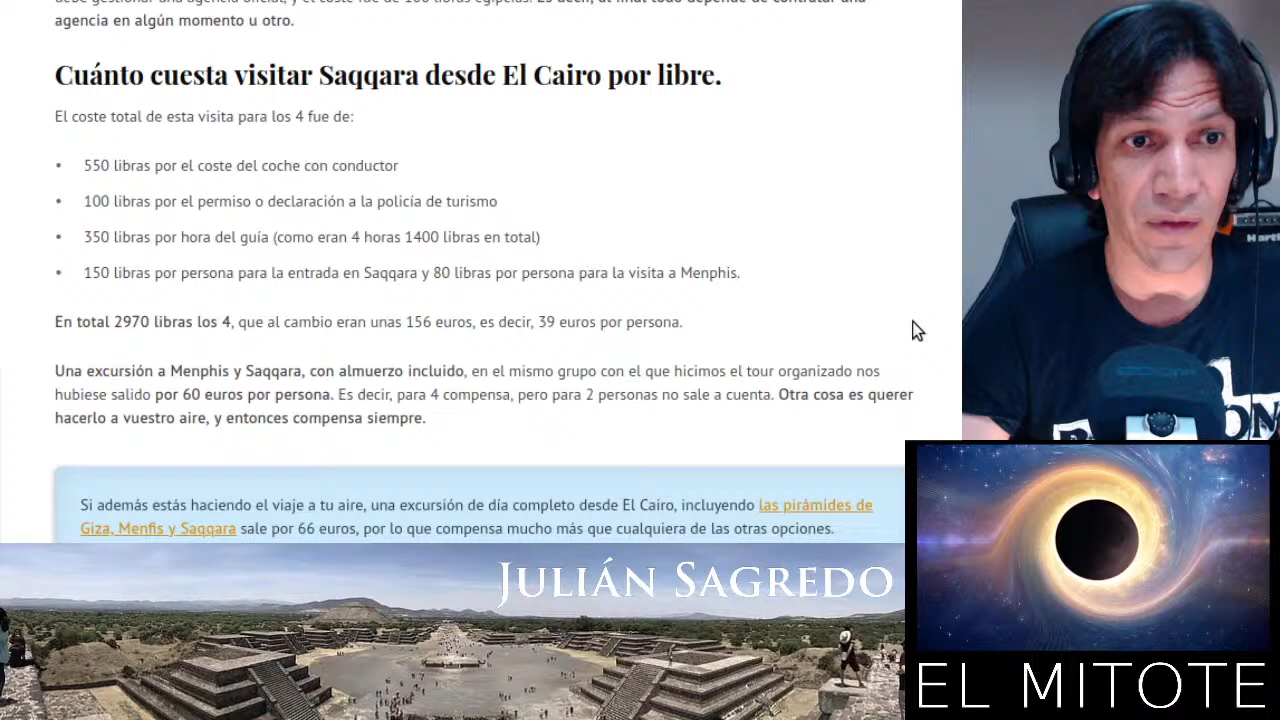 agencia en algún momento u otro.
Cuánto cuesta visitar Saqqara desde El Cairo por libre.
El coste total de esta visita para los 4 fue de:
• 550 libras por el coste del coche con conductor
• 100 libras por el permiso o declaración a la policía de turismo
• 350 libras por hora del guía (como eran 4 horas 1400 libras en total)
• 150 libras por persona para la entrada en Saqqara y 80 libras por persona para la visita a Menphis.
En total 2970 libras los 4, que al cambio eran unas 156 euros, es decir, 39 euros por persona.
Una excursión a Menphis y Saqqara, con almuerzo incluido, en el mismo grupo con el que hicimos el tour organizado nos
hubiese salido por 60 euros por persona. Es decir, para 4 compensa, pero para 2 personas no sale a cuenta. Otra cosa es querer
hacerlo a vuestro aire, y entonces compensa siempre.
Si además estás haciendo el viaje a tu aire, una excursión de día completo desde El Cairo, incluyendo las pirámides de
Giza, Menfis y Saqqara sale por 66 euros, por lo que compensa mucho más que cualquiera de las otras opciones.
JULIÁN SAGREDO
EL MITOTE